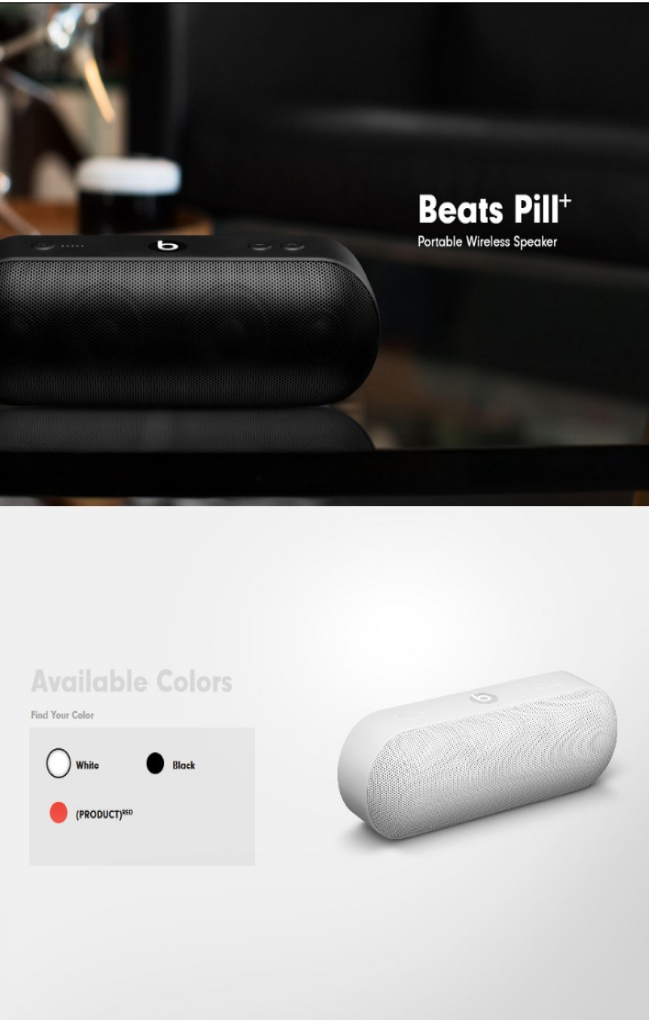 Beats Pill+
Portable Wireless Speaker
Available Colors
Find Your Color
White
Black
(PRODUCT)RED